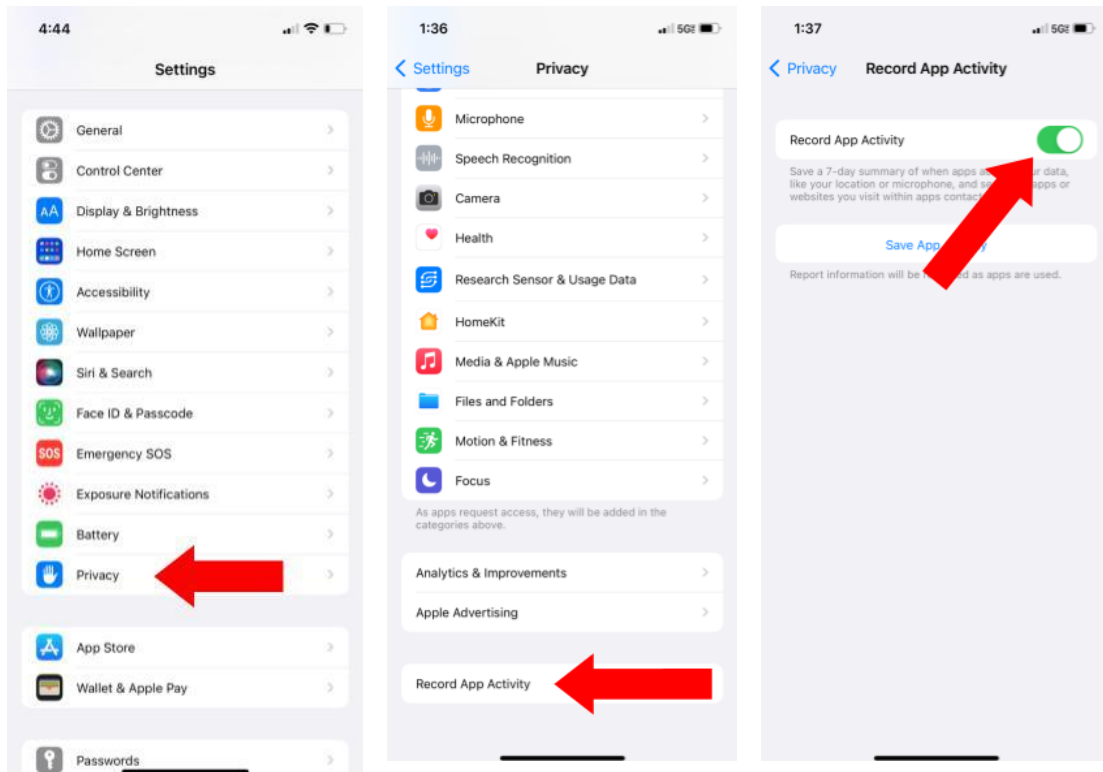 4:44
Settings
General
Control Center
AA
Display & Brightness
Home Screen
Accessibility
Wallpaper
Siri & Search
Face ID & Passcode
SOS
Emergency SOS
Exposure Notifications
Battery
Privacy
App Store
Wallet & Apple Pay
Passwords
1:36
5G
Settings
Privacy
Microphone
Speech Recognition
Camera
Health
Research Sensor & Usage Data
HomeKit
Media & Apple Music
Files and Folders
Motion & Fitness
Focus
As apps request access, they will be added in the
categories above.
Analytics & Improvements
Apple Advertising
Record App Activity
1:37
5G
Privacy
Record App Activity
Record App Activity
Save a 7-day summary of when apps data,
like your location or microphone, and apps or
websites you visit within apps
Save App
Report information will be as apps are used.